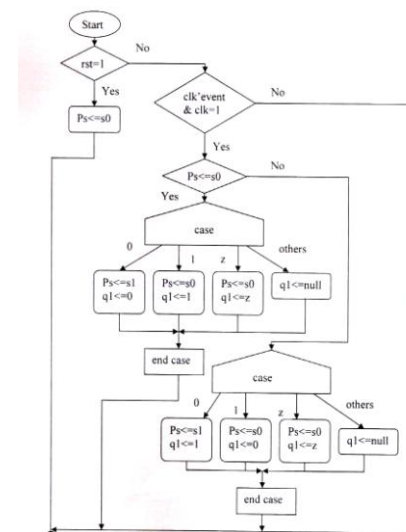 Start
No
rst=1
Yes
clk'event
& clk=1
No
Ps<=s0
Yes
Ps<=s0
No
Yes
case
0
1
z
others
Ps<=s1
q1<=0
Ps<=s0
q1<=1
Ps<=s0
q1<=z
q1<=null
end case
case
0
1
z
others
Ps<=s1
q1<=1
Ps<=s0
q1<=0
Ps<=s0
q1<=z
q1<=null
end case